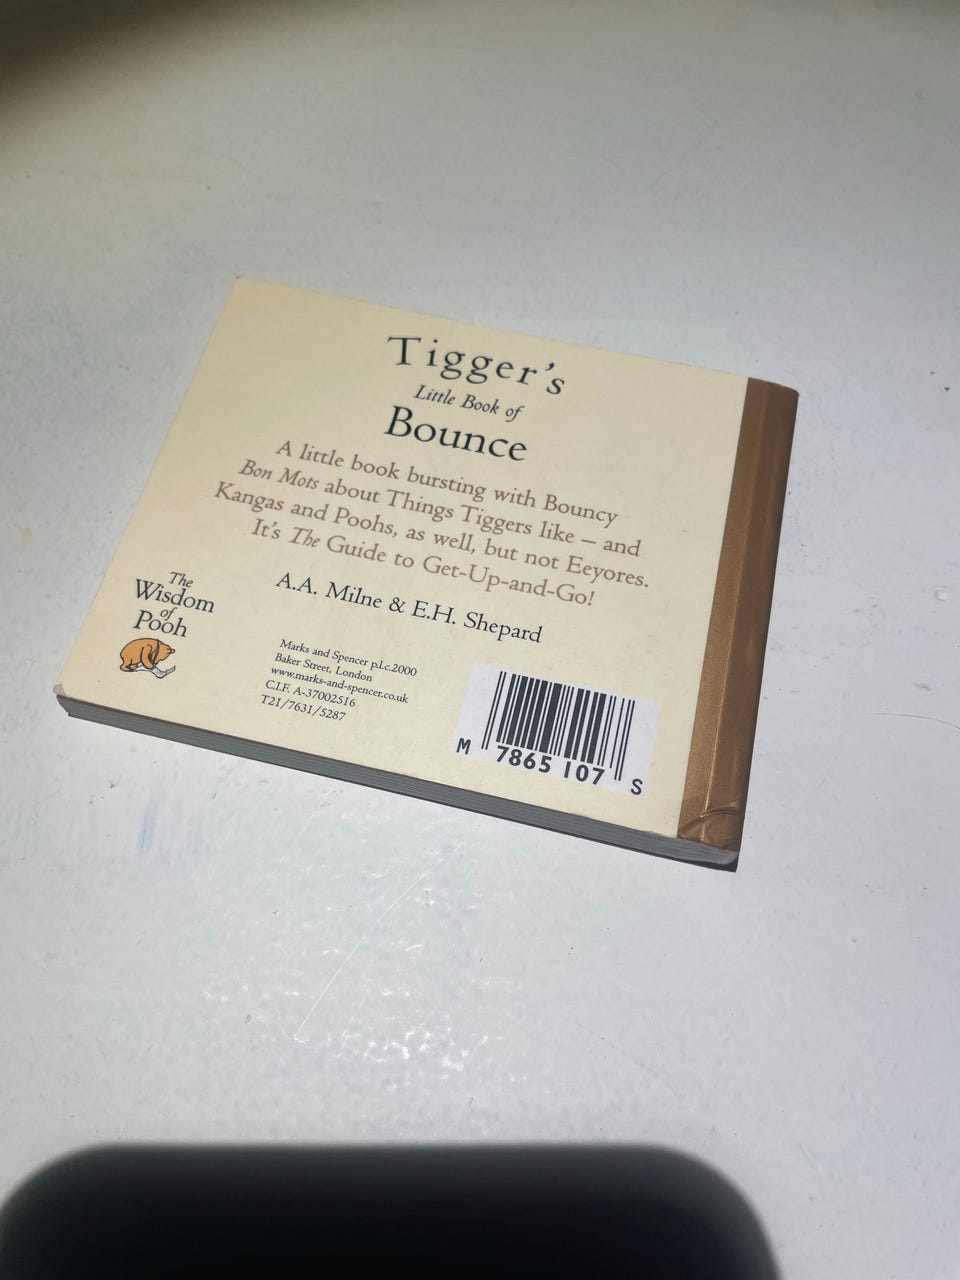 Tigger's
Little Book of
Bounce
A little book bursting with Bouncy
Bon Mots about Things Tiggers like – and
Kangas and Poohs, as well, but not Eeyores.
It's The Guide to Get-Up-and-Go!
A.A. Milne & E.H. Shepard
The
Wisdom
of
Pooh
Marks and Spencer p.l.c.2000
Baker Street, London
www.marks-and-spencer.co.uk
C.I.F. A-37002516
T21/7631/5287
M 7865 107 S